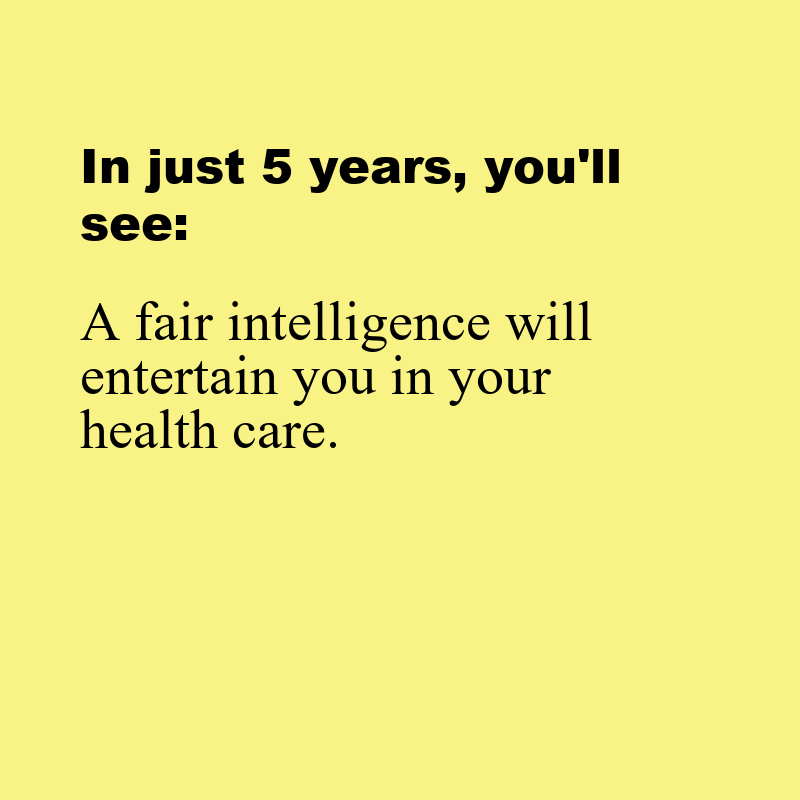 In just 5 years, you'll
see:
A fair intelligence will
entertain you in your
health care.